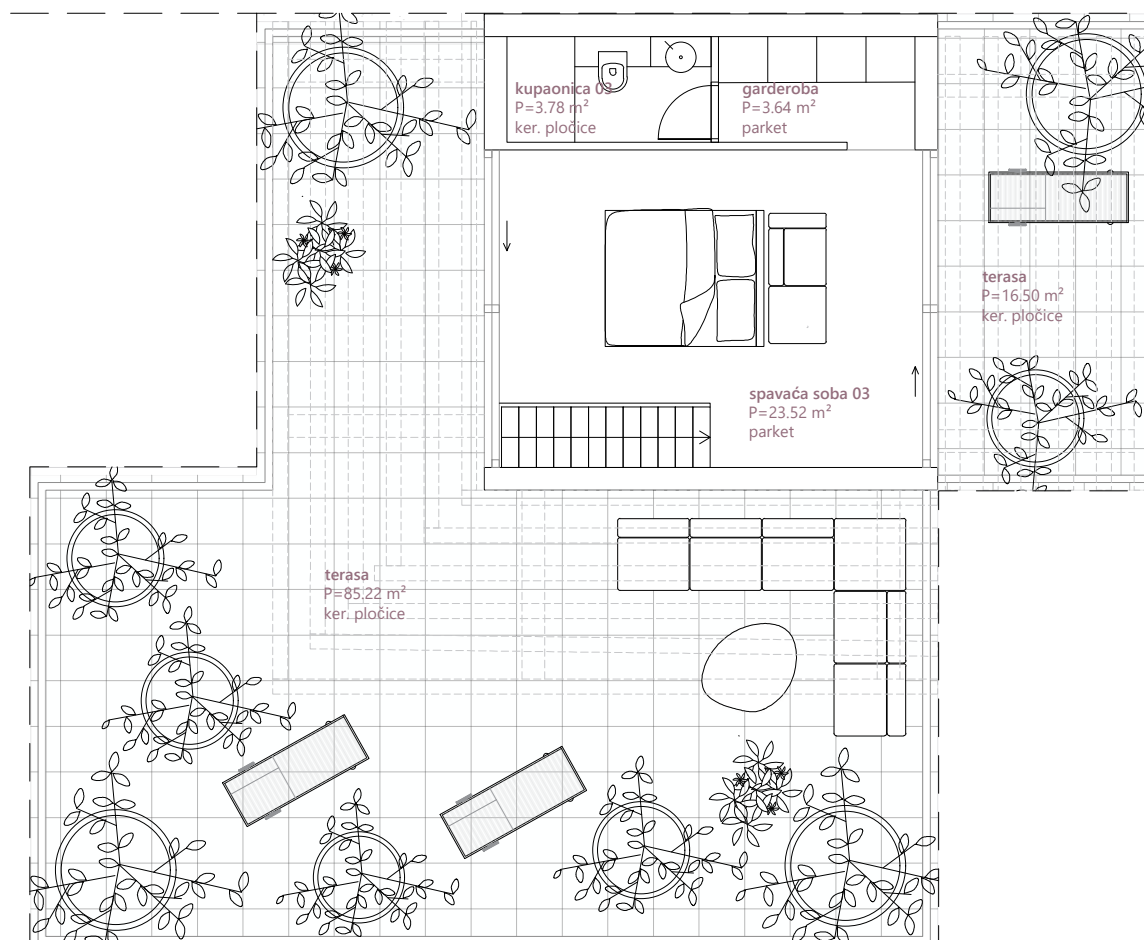 kupaonica 03
P=3.78 m²
ker. pločice
garderoba
P=3.64 m²
parket
terasa
P=16.50 m²
ker. pločice
spavaća soba 03
P=23.52 m²
parket
terasa
P=85.22 m²
ker. pločice